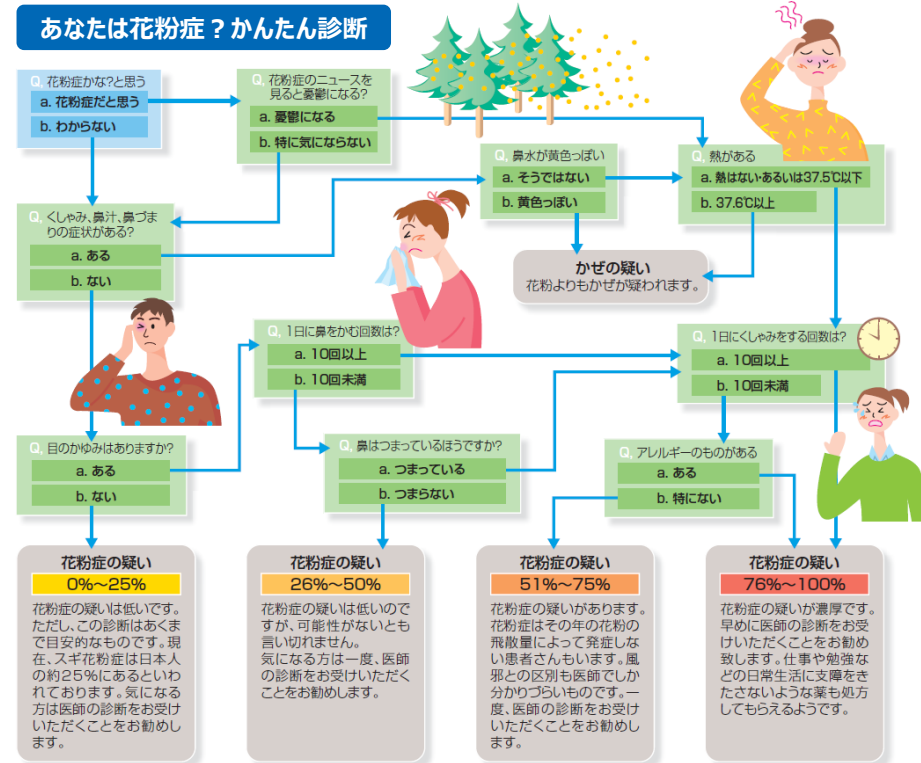 あなたは花粉症？かんたん診断
Q, 花粉症かな?と思う
a. 花粉症だと思う
b. わからない
Q, 花粉症のニュースを
見ると憂鬱になる?
a. 憂鬱になる
b. 特に気にならない
Q, 鼻水が黄色っぽい
a. そうではない
b. 黄色っぽい
Q, 熱がある
a. 熱はない・あるいは37.5℃以下
b. 37.6℃以上
Q, くしゃみ、鼻汁、鼻づま
りの症状がある?
a. ある
b. ない
かぜの疑い
花粉よりもかぜが疑われます。
Q, 1日に鼻をかむ回数は?
a. 10回以上
b. 10回未満
Q, 1日にくしゃみをする回数は?
a. 10回以上
b. 10回未満
Q, 目のかゆみはありますか?
a. ある
b. ない
Q, 鼻はつまっているほうですか?
a. つまっている
b. つまらない
Q, アレルギーのものがある
a. ある
b. 特にない
花粉症の疑い
0%～25%
花粉症の疑いは低いです。
ただし、この診断はあくま
で目安的なものです。現
在、スギ花粉症は日本人
の約25%にあるといわ
れております。気になる
方は医師の診断をお受け
いただくことをお勧めし
ます。
花粉症の疑い
26%～50%
花粉症の疑いは低いので
すが、可能性がないとも
言い切れません。
気になる方は一度、医師
の診断をお受けいただく
ことをお勧めします。
花粉症の疑い
51%～75%
花粉症の疑いがあります。
花粉症はその年の花粉の
飛散量によって発症しな
い患者さんもいます。風
邪との区別も医師でしか
分かりづらいものです。一
度、医師の診断をお受け
いただくことをお勧めし
ます。
花粉症の疑い
76%～100%
花粉症の疑いが濃厚です。
早めに医師の診断をお受
けいただくことをお勧め
致します。仕事や勉強な
どの日常生活に支障をき
たさないような薬も処方
してもらえるようです。